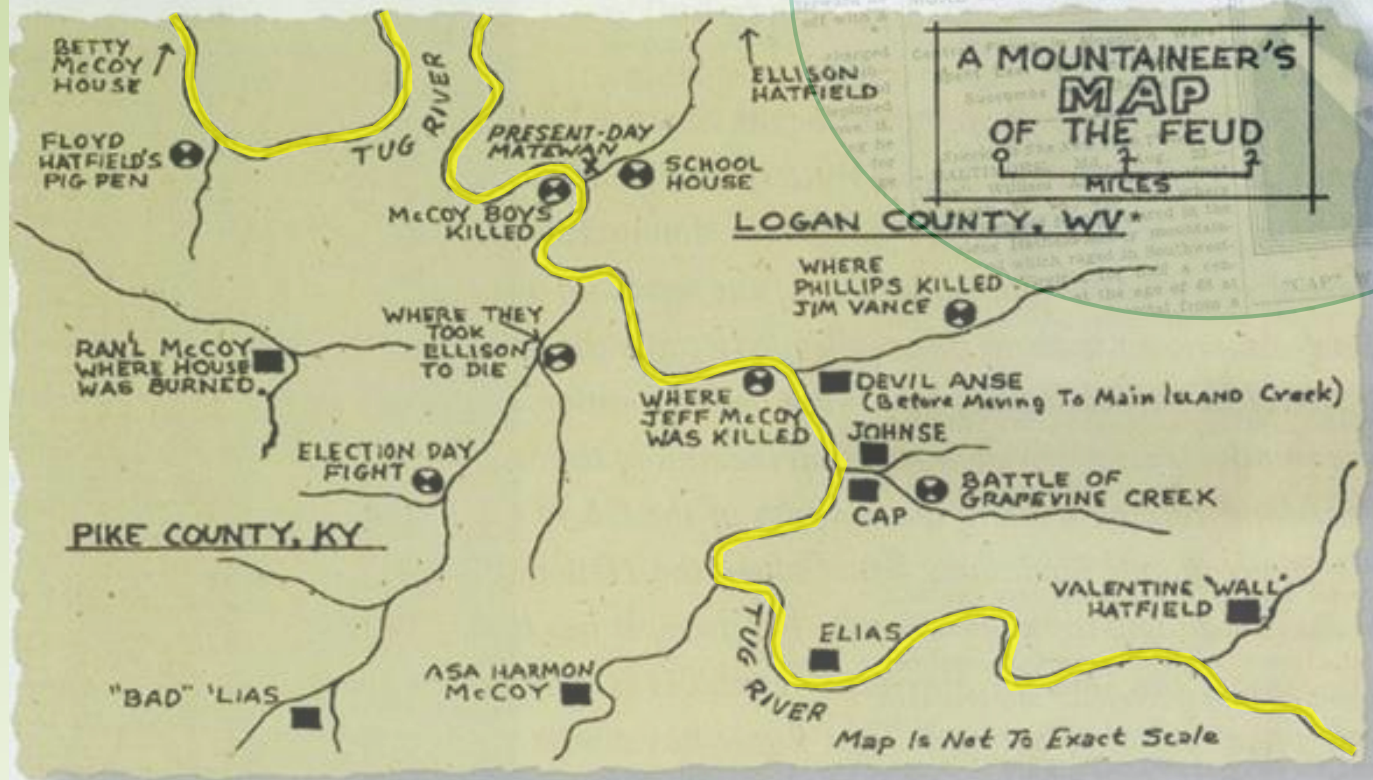 A MOUNTAINEER'S
MAP
OF THE FEUD
0 1 2
MILES
BETTY
McCOY
HOUSE
TUG
RIVER
ELLISON
HATFIELD
FLOYD
HATFIELD'S
PIG PEN
PRESENT-DAY
MATEWAN
X
SCHOOL
HOUSE
McCOY BOYS
KILLED
LOGAN COUNTY, WV*
WHERE
PHILLIPS KILLED
JIM VANCE
WHERE THEY
TOOK
ELLISON
TO DIE
RAN'L McCOY
WHERE HOUSE
WAS BURNED.
WHERE
JEFF McCOY
WAS KILLED
DEVIL ANSE
(Before Moving To Main ISLAND Creek)
JOHNSE
CAP
BATTLE OF
GRAPEVINE CREEK
ELECTION DAY
FIGHT
PIKE COUNTY, KY
VALENTINE "WALL"
HATFIELD
TUG
RIVER
ELIAS
ASA HARMON
McCOY
"BAD" 'LIAS
Map Is Not To Exact Scale